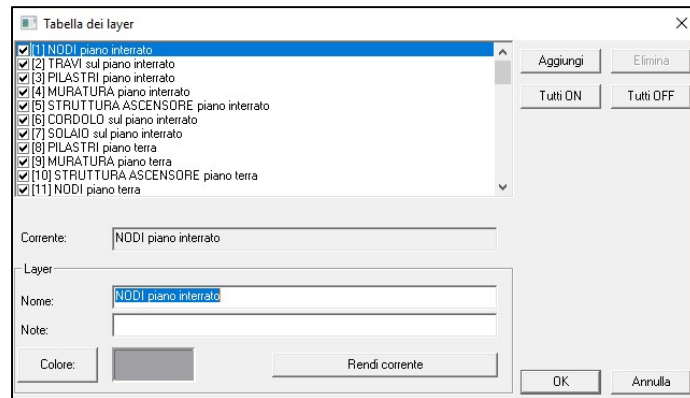 Tabella dei layer
[1] NODI piano interrato
[2] TRAVI sul piano interrato
[3] PILASTRI piano interrato
[4] MURATURA piano interrato
[5] STRUTTURA ASCENSORE piano interrato
[6] CORDOLO sul piano interrato
[7] SOLAIO sul piano interrato
[8] PILASTRI piano terra
[9] MURATURA piano terra
[10] STRUTTURA ASCENSORE piano terra
[11] NODI piano terra
Aggiungi Elimina
Tutti ON Tutti OFF
Corrente: NODI piano interrato
Layer
Nome: NODI piano interrato
Note:
Colore: Rendi corrente
OK Annulla